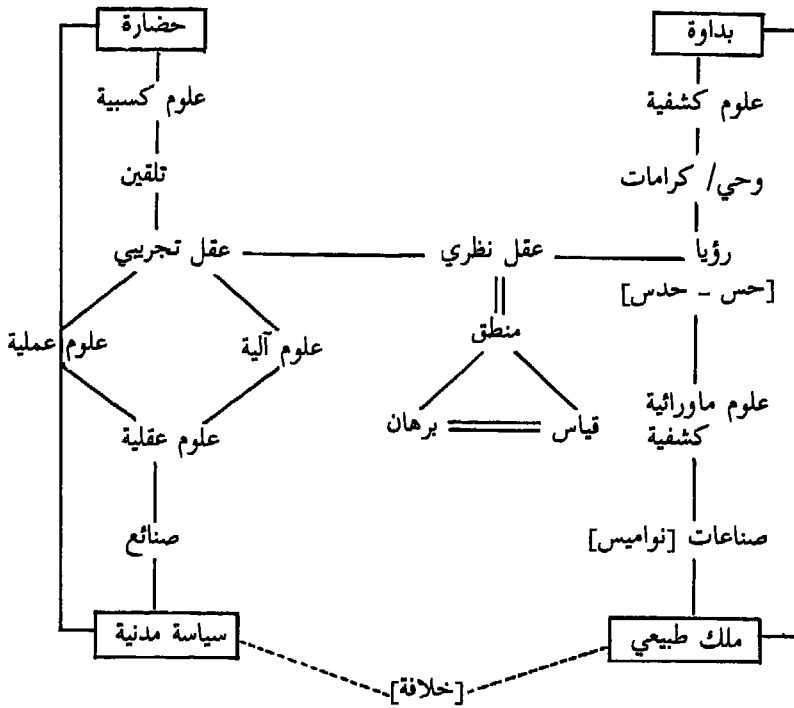 بداوة
حضارة
علوم كشفية
علوم كسبية
وحي/ كرامات
تلقين
رؤيا
عقل نظري
عقل تجريبي
[حس - حدس]
منطق
علوم آلية
علوم عملية
علوم ماورائية
كشفية
قياس
برهان
علوم عقلية
صناعات [نواميس]
صنائع
ملك طبيعي
سياسة مدنية
[خلافة]